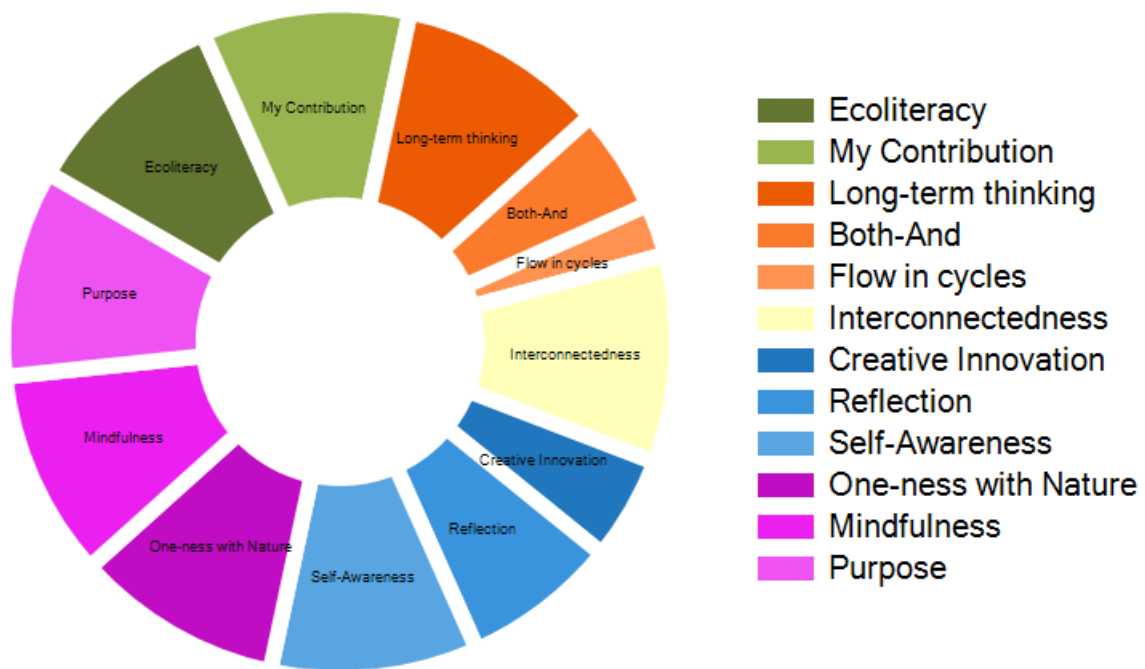 My Contribution
Long-term thinking
Ecoliteracy
Both-And
Flow in cycles
Purpose
Interconnectedness
Mindfulness
Creative Innovation
Reflection
One-ness with Nature
Self-Awareness
Ecoliteracy
My Contribution
Long-term thinking
Both-And
Flow in cycles
Interconnectedness
Creative Innovation
Reflection
Self-Awareness
One-ness with Nature
Mindfulness
Purpose